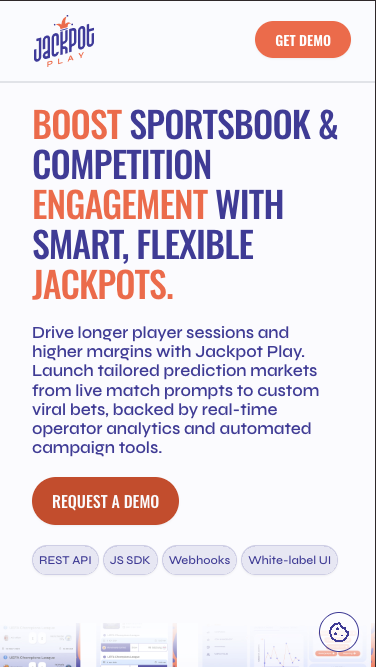 Jackpot
PLAY
GET DEMO
BOOST SPORTSBOOK &
COMPETITION
ENGAGEMENT WITH
SMART, FLEXIBLE
JACKPOTS.
Drive longer player sessions and
higher margins with Jackpot Play.
Launch tailored prediction markets
from live match prompts to custom
viral bets, backed by real-time
operator analytics and automated
campaign tools.
REQUEST A DEMO
REST API JS SDK Webhooks White-label UI